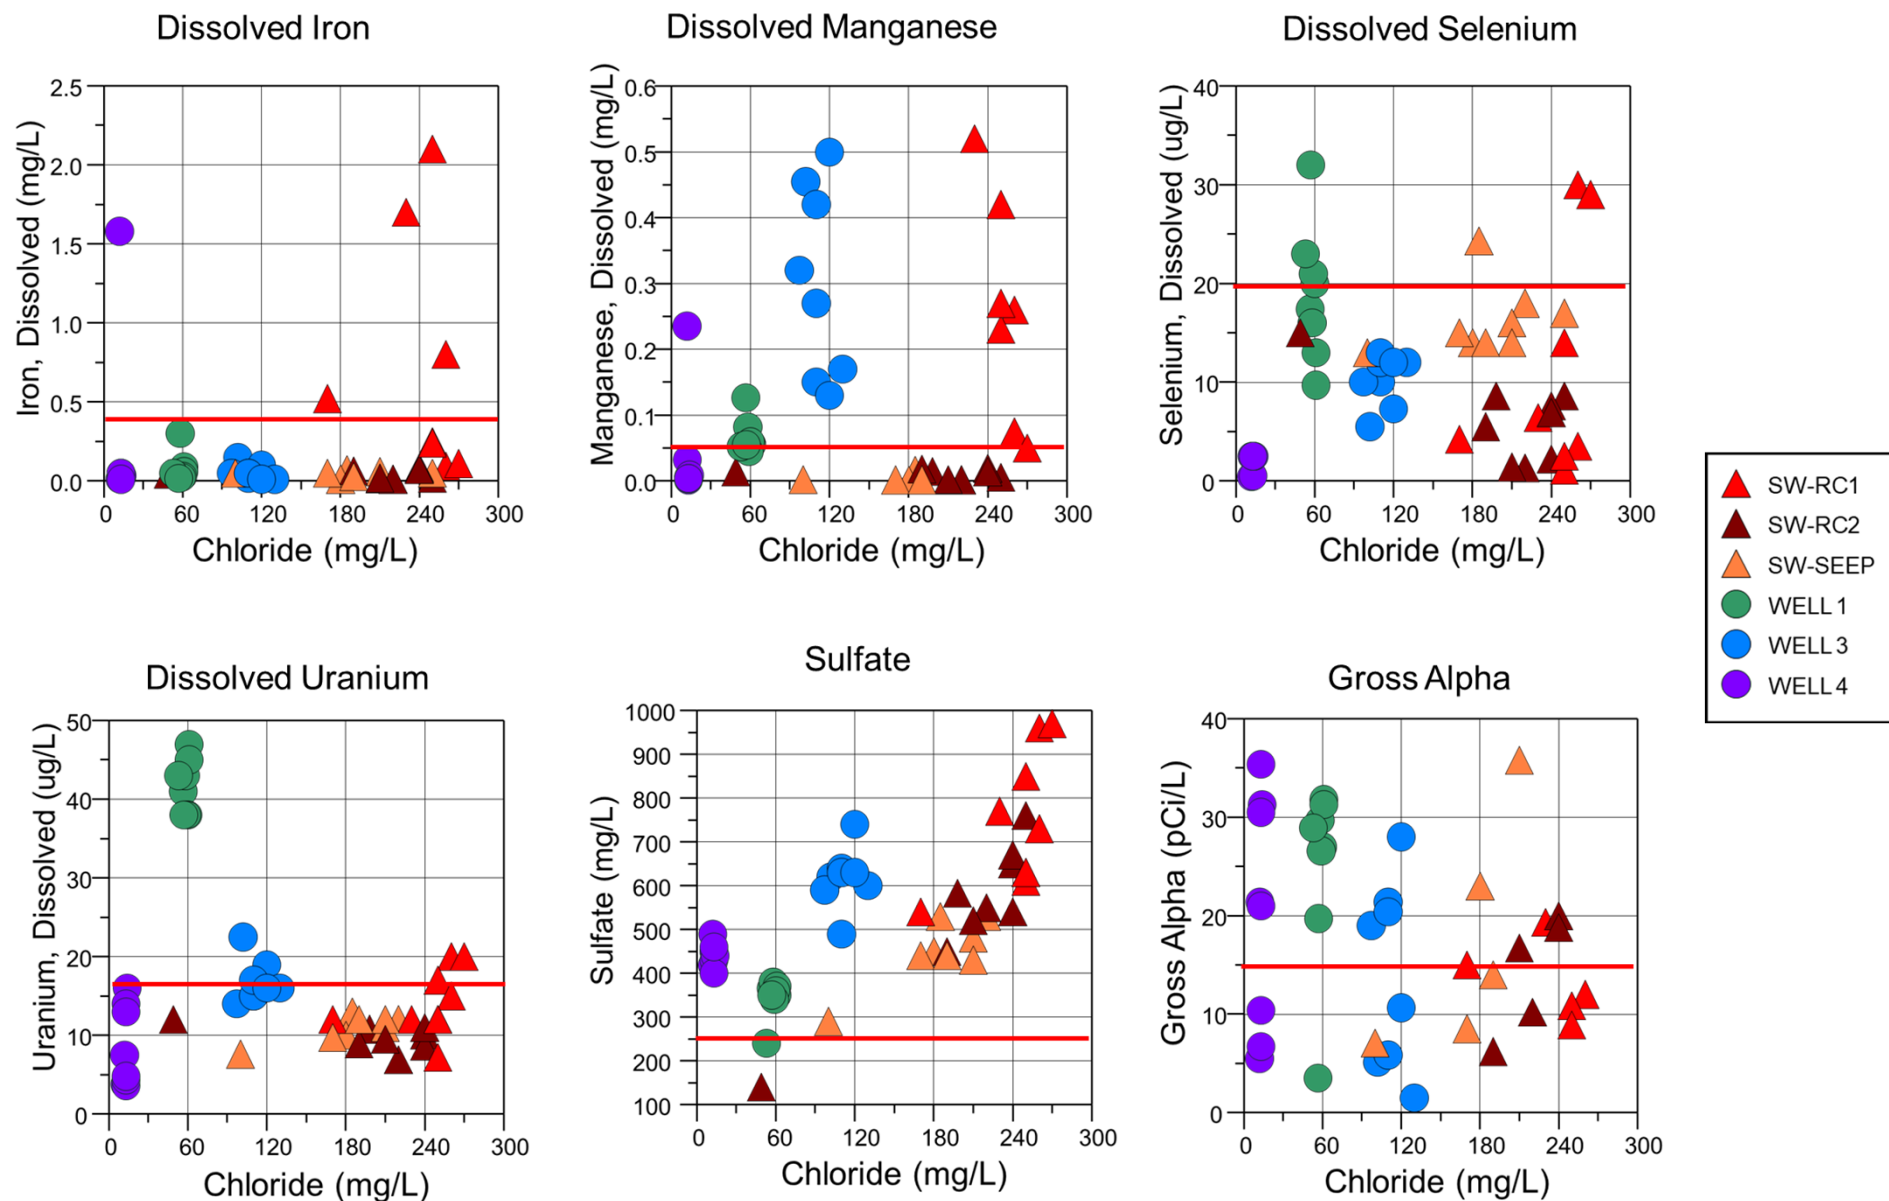 Dissolved Iron
Iron, Dissolved (mg/L)
2.5
2.0
1.5
1.0
0.5
0.0
0 60 120 180 240 300
Chloride (mg/L)
Dissolved Manganese
Manganese, Dissolved (mg/L)
0.6
0.5
0.4
0.3
0.2
0.1
0.0
0 60 120 180 240 300
Chloride (mg/L)
Dissolved Selenium
Selenium, Dissolved (ug/L)
40
30
20
10
0
0 60 120 180 240 300
Chloride (mg/L)
SW-RC1
SW-RC2
SW-SEEP
WELL 1
WELL 3
WELL 4
Dissolved Uranium
Uranium, Dissolved (ug/L)
50
40
30
20
10
0
0 60 120 180 240 300
Chloride (mg/L)
Sulfate
Sulfate (mg/L)
1000
900
800
700
600
500
400
300
200
100
0 60 120 180 240 300
Chloride (mg/L)
Gross Alpha
Gross Alpha (pCi/L)
40
30
20
10
0
0 60 120 180 240 300
Chloride (mg/L)